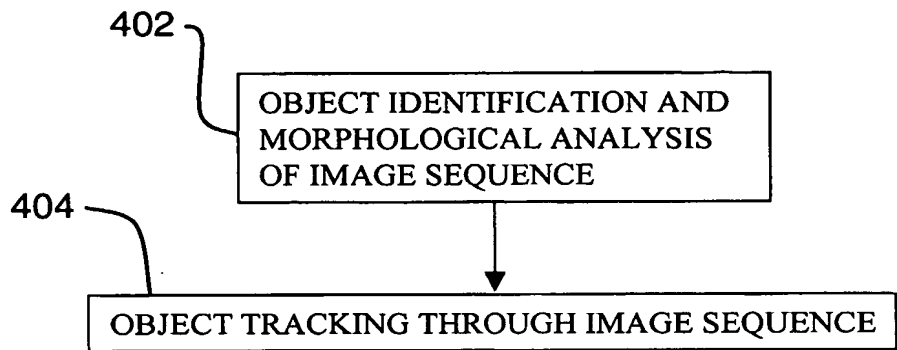 402
OBJECT IDENTIFICATION AND
MORPHOLOGICAL ANALYSIS
OF IMAGE SEQUENCE
404
OBJECT TRACKING THROUGH IMAGE SEQUENCE